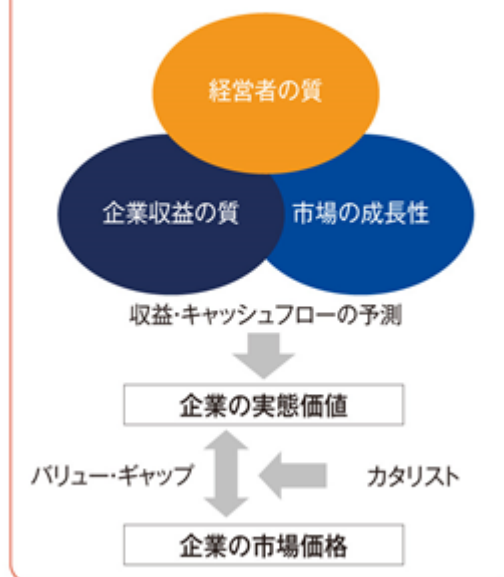 経営者の質
企業収益の質
市場の成長性
収益・キャッシュフローの予測
企業の実態価値
バリュー・ギャップ
カタリスト
企業の市場価格